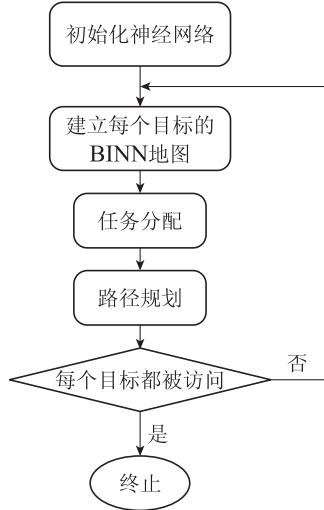 初始化神经网络
建立每个目标的
BINN地图
任务分配
路径规划
每个目标都被访问
否
是
终止